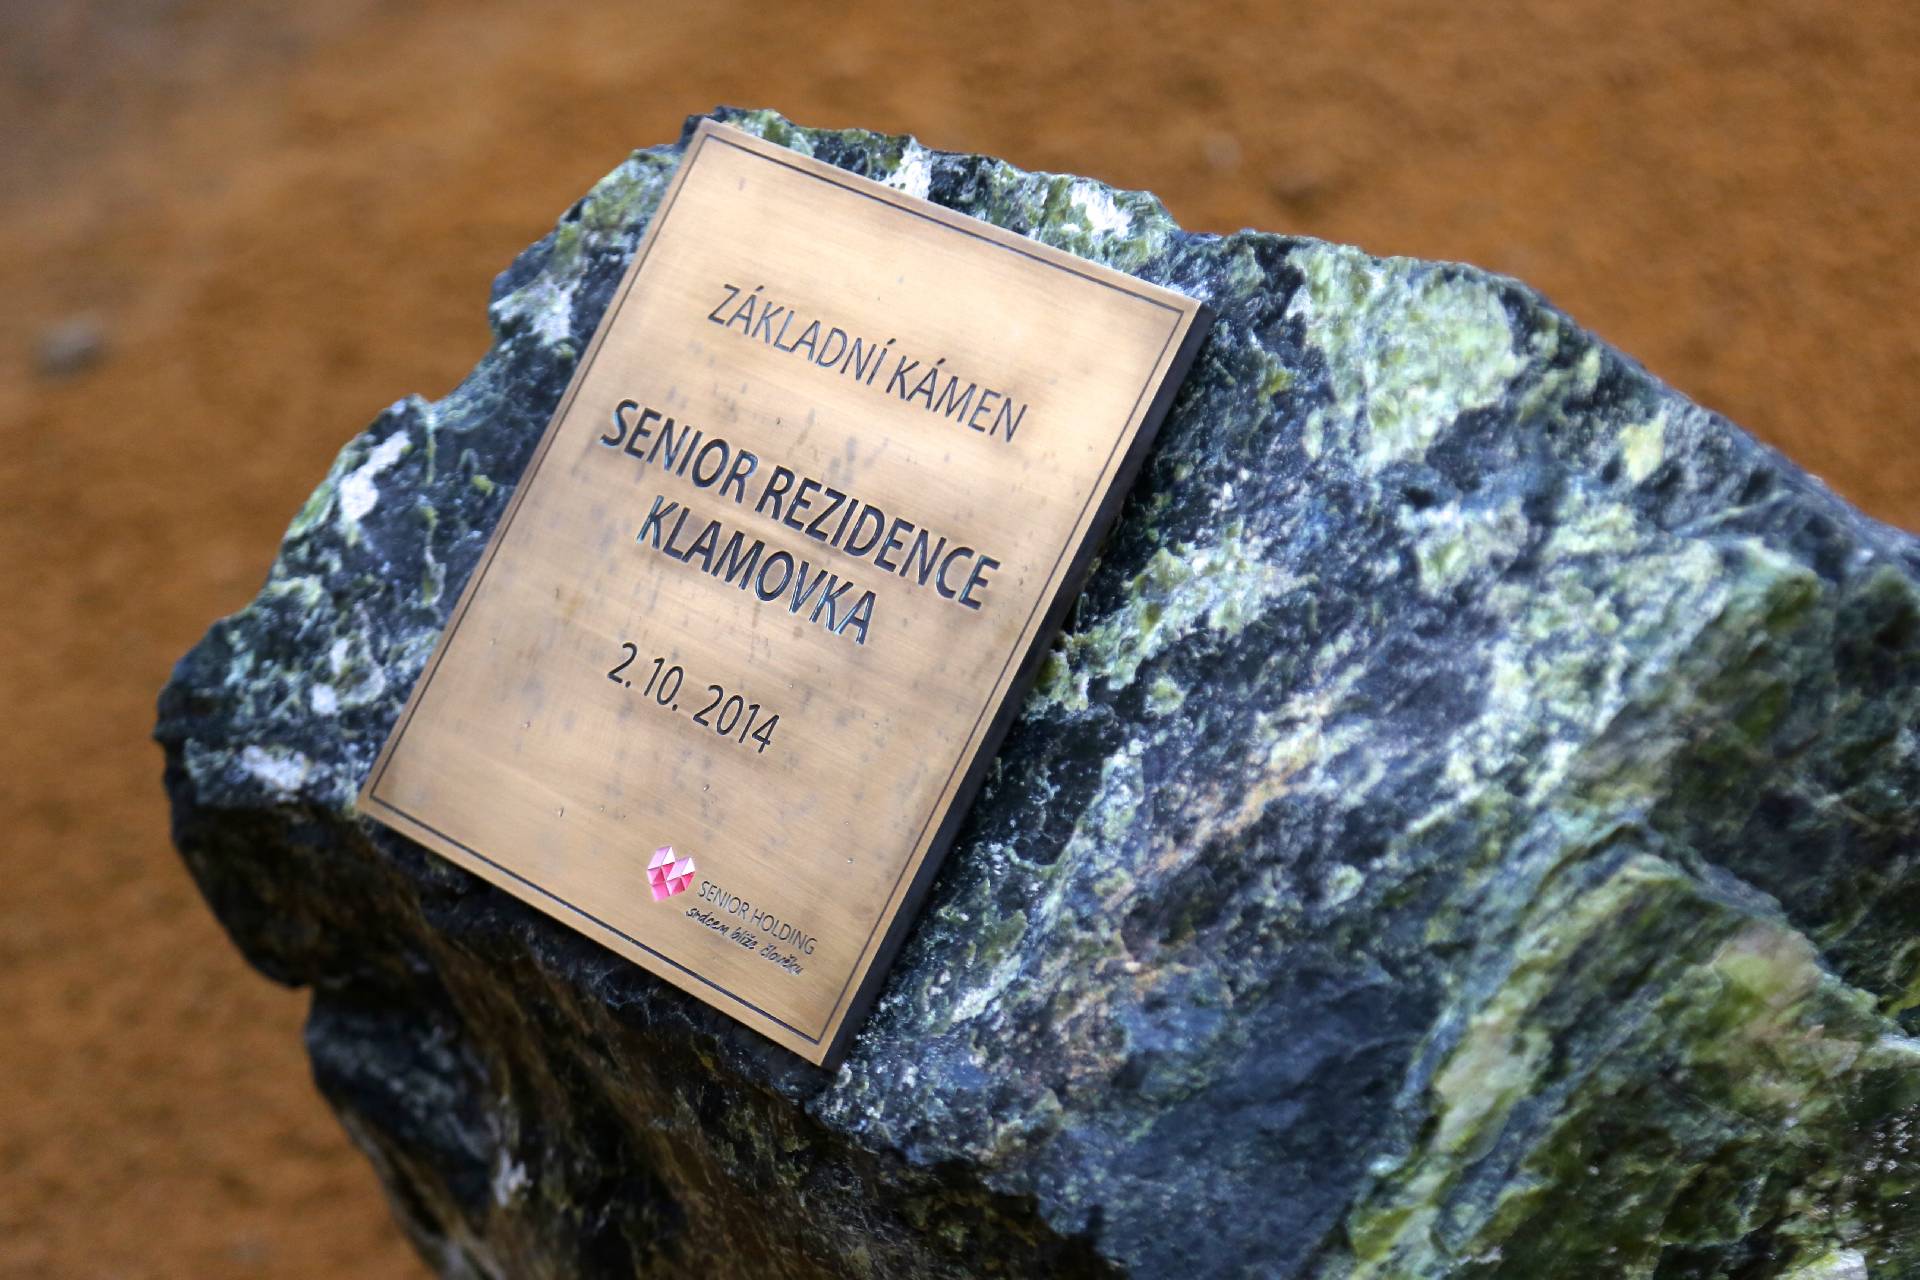 ZÁKLADNÍ KÁMEN
SENIOR REZIDENCE
KLAMOVKA
2. 10. 2014
SENIOR HOLDING
srdcem blíže člověku